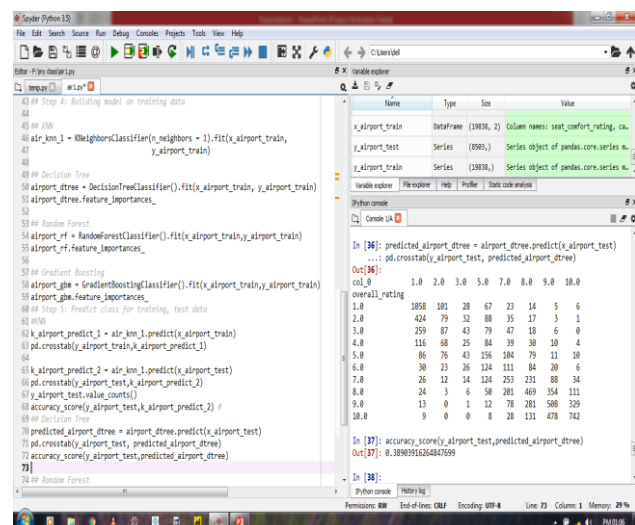 Spyder (Python 3.5)
File Edit Search Source Run Debug Consoles Projects Tools View Help
C:\Users\dell
Editor - F:\my class\ar1.py
temp.py ar1.py*
43 ## Step 4: Building model on training data
44
45 ## KNN
46 air_knn_1 = KNeighborsClassifier(n_neighbors = 1).fit(x_airport_train,
47 y_airport_train)
48
49 ## Decision Tree
50 airport_dtree = DecisionTreeClassifier().fit(x_airport_train, y_airport_train)
51 airport_dtree.feature_importances_
52
53 ## Random Forest
54 airport_rf = RandomForestClassifier().fit(x_airport_train,y_airport_train)
55 airport_rf.feature_importances_
56
57 ## Gradient Boosting
58 airport_gbm = GradientBoostingClassifier().fit(x_airport_train,y_airport_train)
59 airport_gbm.feature_importances_
60 ## Step 5: Predict class for training, test data
61 #KNN
62 k_airport_predict_1 = air_knn_1.predict(x_airport_train)
63 pd.crosstab(y_airport_train,k_airport_predict_1)
64
65 k_airport_predict_2 = air_knn_1.predict(x_airport_test)
66 pd.crosstab(y_airport_test,k_airport_predict_2)
67 y_airport_test.value_counts()
68 accuracy_score(y_airport_test,k_airport_predict_2) #
69 ## Decision Tree
70 predicted_airport_dtree = airport_dtree.predict(x_airport_test)
71 pd.crosstab(y_airport_test, predicted_airport_dtree)
72 accuracy_score(y_airport_test,predicted_airport_dtree)
73
74 ## Random Forest
Variable explorer
Name Type Size Value
x_airport_train DataFrame (19838, 2) Column names: seat_comfort_rating, ca...
y_airport_test Series (8503,) Series object of pandas.core.series m...
y_airport_train Series (19838,) Series object of pandas.core.series m...
Variable explorer File explorer Help Profiler Static code analysis
IPython console
Console 1/A
In [36]: predicted_airport_dtree = airport_dtree.predict(x_airport_test)
...: pd.crosstab(y_airport_test, predicted_airport_dtree)
Out[36]:
col_0 1.0 2.0 3.0 5.0 7.0 8.0 9.0 10.0
overall_rating
1.0 1058 101 28 67 23 14 5 6
2.0 424 79 32 88 35 17 3 1
3.0 259 87 43 79 47 18 6 0
4.0 116 68 25 84 39 30 10 4
5.0 86 76 43 156 104 79 11 10
6.0 30 23 26 124 111 84 20 6
7.0 26 12 14 124 253 231 88 34
8.0 24 3 6 50 201 469 354 111
9.0 13 0 1 12 78 281 508 329
10.0 9 0 0 8 28 131 478 742
In [37]: accuracy_score(y_airport_test,predicted_airport_dtree)
Out[37]: 0.38903916264847699
In [38]:
IPython console History log
Permissions: RW End-of-lines: CRLF Encoding: UTF-8 Line: 73 Column: 1 Memory: 29 %